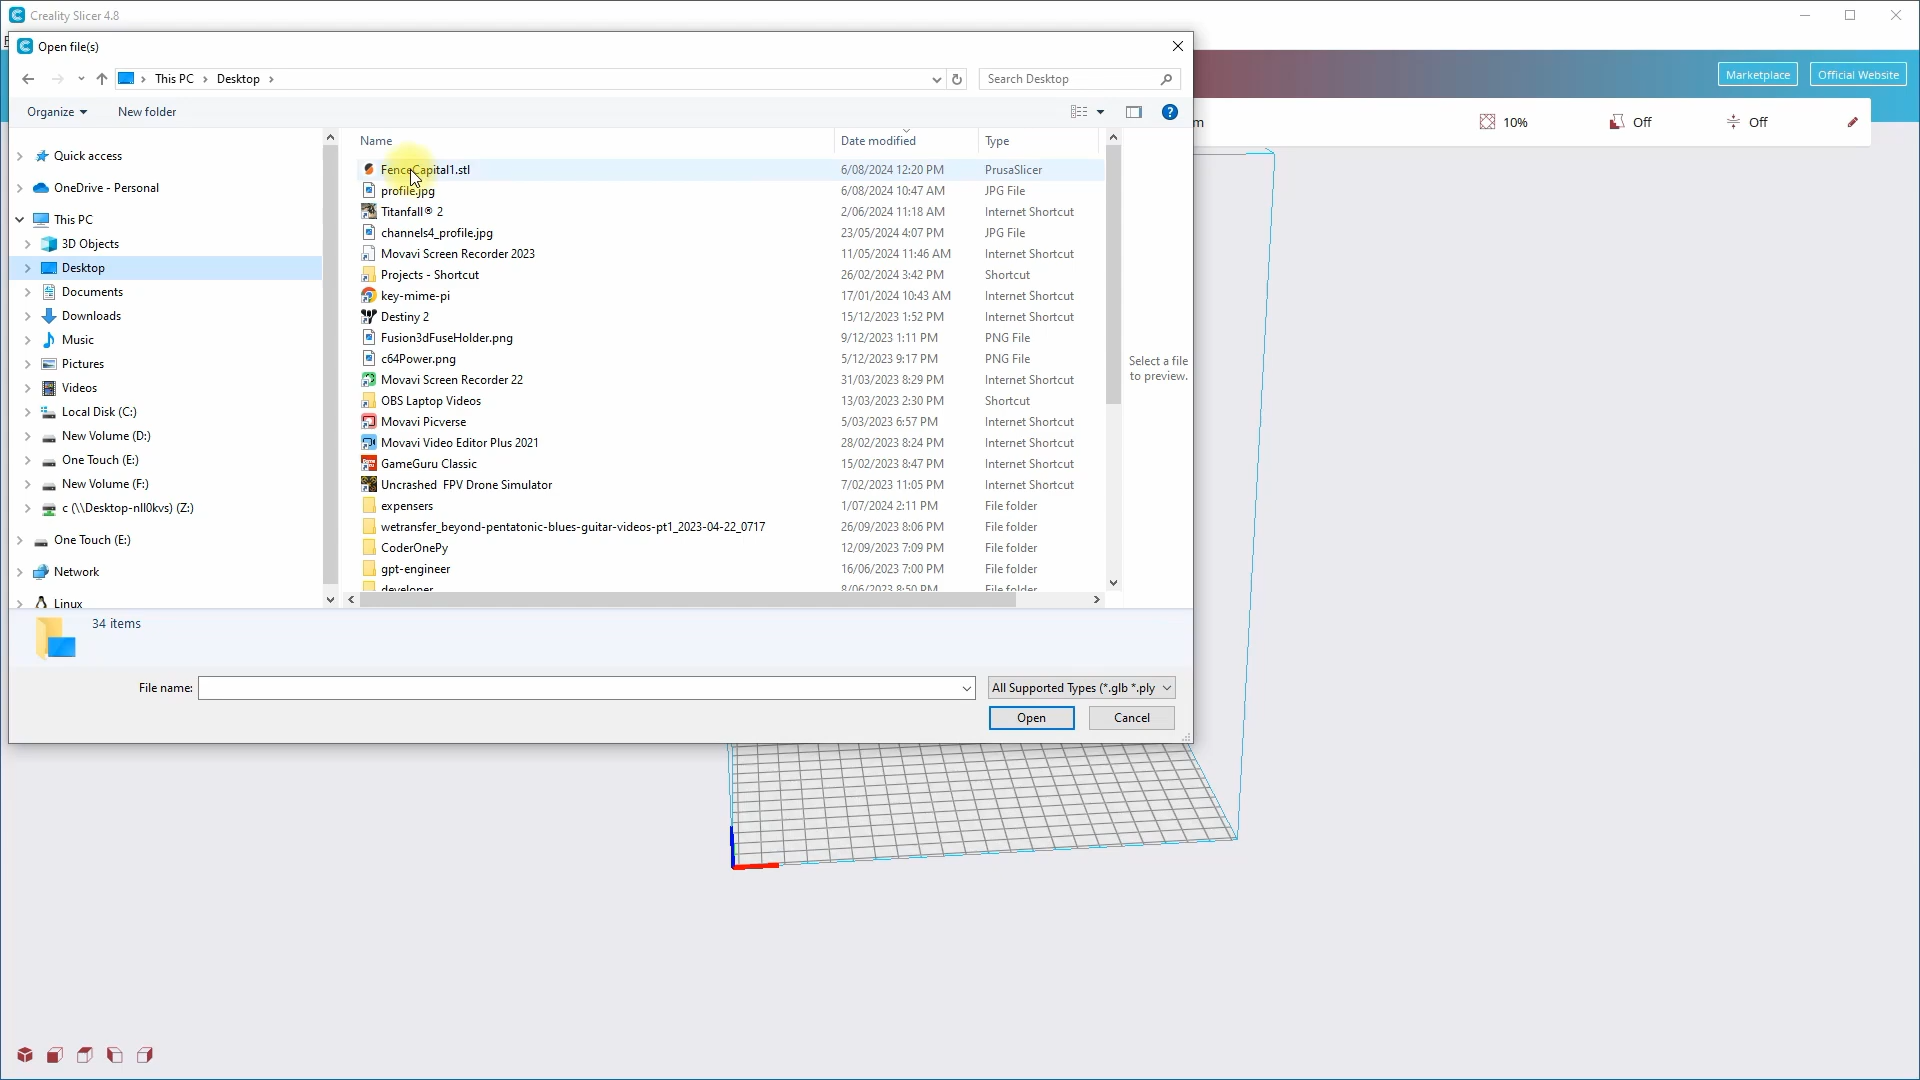 Creality Slicer 4.8
Open file(s)
This PC
Desktop
Search Desktop
Marketplace
Official Website
Organize
New folder
?
m
10%
Off
Off
Name
Date modified
Type
Quick access
OneDrive - Personal
This PC
3D Objects
Desktop
Documents
Downloads
Music
Pictures
Videos
Local Disk (C:)
New Volume (D:)
One Touch (E:)
New Volume (F:)
c (\\Desktop-nll0kvs) (Z:)
One Touch (E:)
Network
Linux
FenceCapital1.stl 6/08/2024 12:20 PM PrusaSlicer
profile.jpg 6/08/2024 10:47 AM JPG File
Titanfall® 2 2/06/2024 11:18 AM Internet Shortcut
channels4_profile.jpg 23/05/2024 4:07 PM JPG File
Movavi Screen Recorder 2023 11/05/2024 11:46 AM Internet Shortcut
Projects - Shortcut 26/02/2024 3:42 PM Shortcut
key-mime-pi 17/01/2024 10:43 AM Internet Shortcut
Destiny 2 15/12/2023 1:52 PM Internet Shortcut
Fusion3dFuseHolder.png 9/12/2023 1:11 PM PNG File
c64Power.png 5/12/2023 9:17 PM PNG File
Movavi Screen Recorder 22 31/03/2023 8:29 PM Internet Shortcut
OBS Laptop Videos 13/03/2023 2:30 PM Shortcut
Movavi Picverse 5/03/2023 6:57 PM Internet Shortcut
Movavi Video Editor Plus 2021 28/02/2023 8:24 PM Internet Shortcut
GameGuru Classic 15/02/2023 8:47 PM Internet Shortcut
Uncrashed  FPV Drone Simulator 7/02/2023 11:05 PM Internet Shortcut
expensers 1/07/2024 2:11 PM File folder
wetransfer_beyond-pentatonic-blues-guitar-videos-pt1_2023-04-22_0717 26/09/2023 8:06 PM File folder
CoderOnePy 12/09/2023 7:09 PM File folder
gpt-engineer 16/06/2023 7:00 PM File folder
developer 8/06/2023 8:50 PM File folder
Select a file
to preview.
34 items
File name:
All Supported Types (*.glb *.ply
Open
Cancel